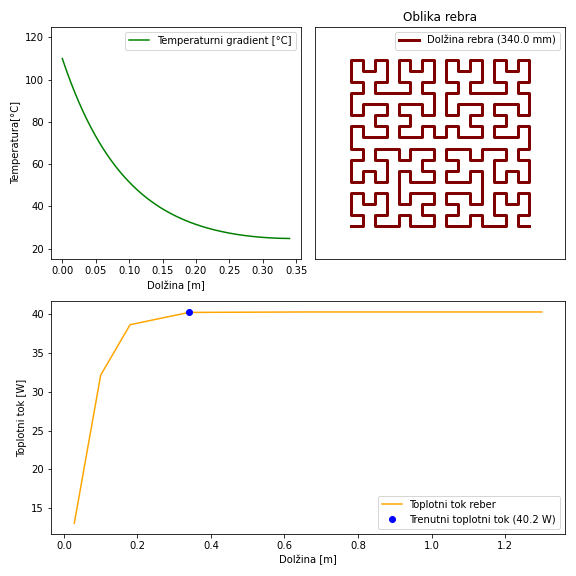 Temperatura[°C]
120
100
80
60
40
20
Temperaturni gradient [°C]
0.00 0.05 0.10 0.15 0.20 0.25 0.30 0.35
Dolžina [m]
Oblika rebra
Dolžina rebra (340.0 mm)
Toplotni tok [W]
40
35
30
25
20
15
Toplotni tok reber
Trenutni toplotni tok (40.2 W)
0.0 0.2 0.4 0.6 0.8 1.0 1.2
Dolžina [m]